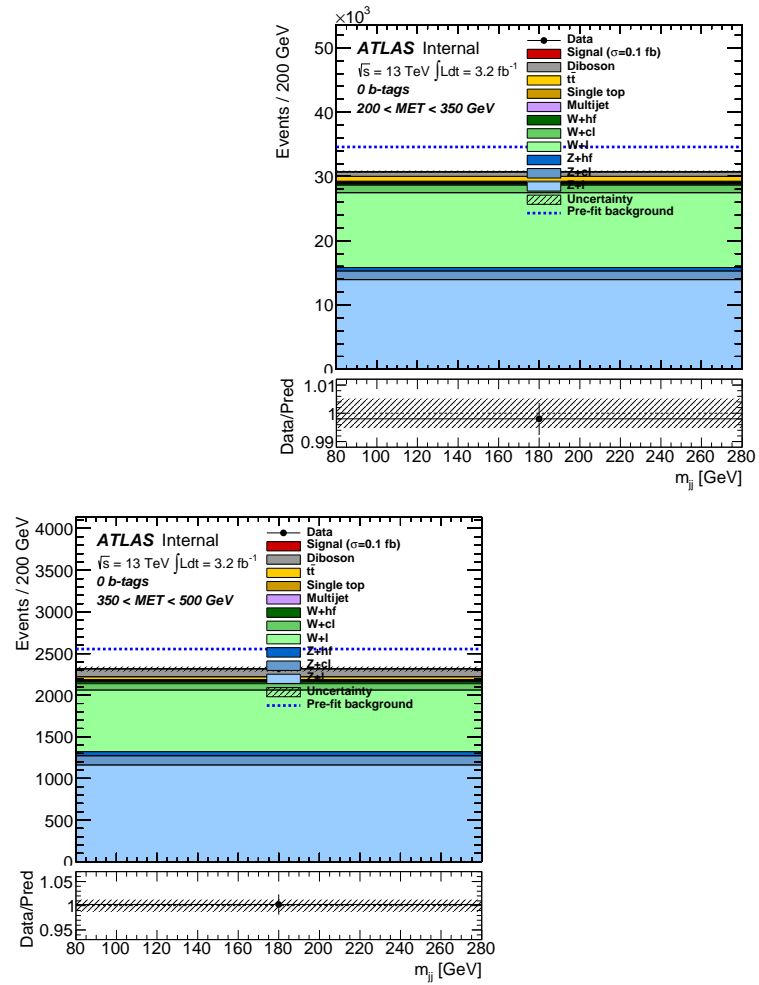 ×10³
Events / 200 GeV
50
40
30
20
10
0
ATLAS Internal
√s = 13 TeV ∫Ldt = 3.2 fb⁻¹
0 b-tags
200 < MET < 350 GeV
Data
Signal (σ=0.1 fb)
Diboson
tt̄
Single top
Multijet
W+hf
W+cl
W+l
Z+hf
Z+cl
Z+l
Uncertainty
Pre-fit background
Data/Pred
1.01
1
0.99
80 100 120 140 160 180 200 220 240 260 280
m_jj [GeV]
Events / 200 GeV
4000
3500
3000
2500
2000
1500
1000
500
0
ATLAS Internal
√s = 13 TeV ∫Ldt = 3.2 fb⁻¹
0 b-tags
350 < MET < 500 GeV
Data
Signal (σ=0.1 fb)
Diboson
tt̄
Single top
Multijet
W+hf
W+cl
W+l
Z+hf
Z+cl
Z+l
Uncertainty
Pre-fit background
Data/Pred
1.05
1
0.95
80 100 120 140 160 180 200 220 240 260 280
m_jj [GeV]